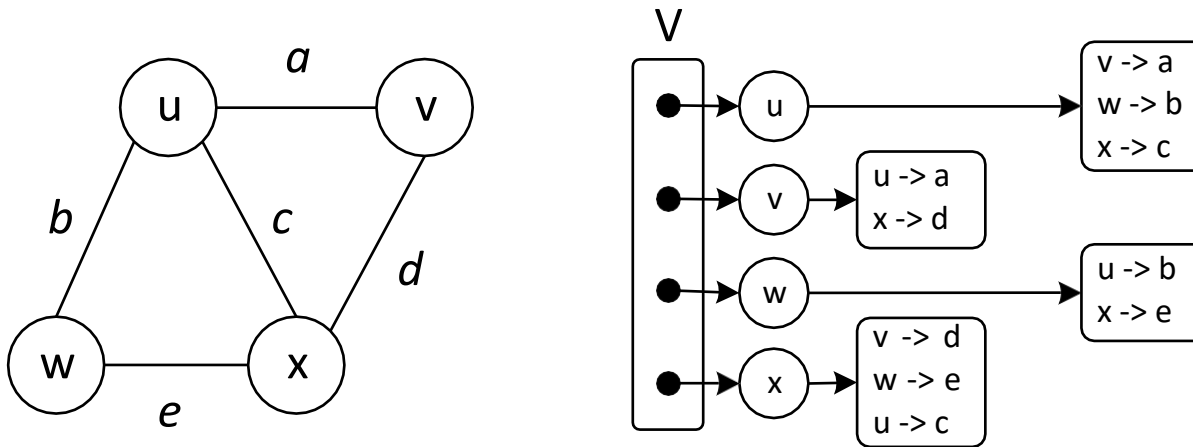 a
u
v
b
c
d
w
x
e
V
u
v -> a
w -> b
x -> c
v
u -> a
x -> d
w
u -> b
x -> e
x
v -> d
w -> e
u -> c